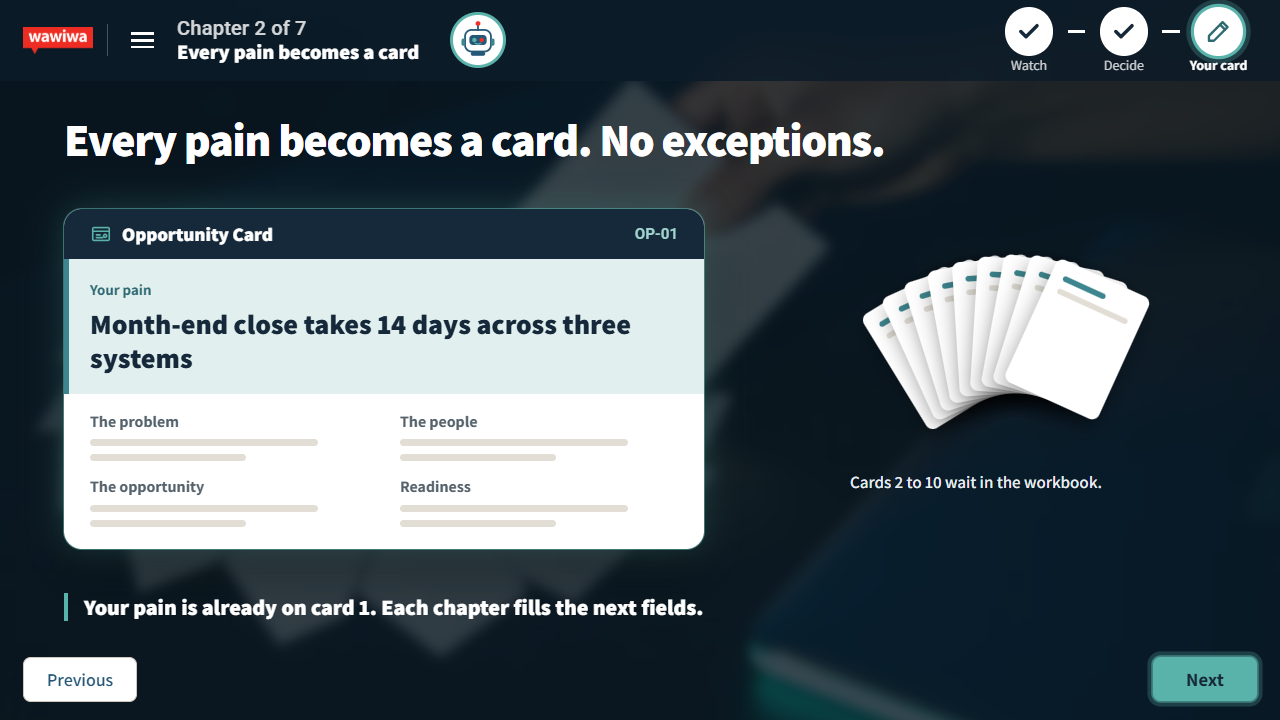 wawiwa
Chapter 2 of 7
Every pain becomes a card
Watch
Decide
Your card
Every pain becomes a card. No exceptions.
Opportunity Card
OP-01
Your pain
Month-end close takes 14 days across three
systems
The problem
The people
The opportunity
Readiness
Cards 2 to 10 wait in the workbook.
Your pain is already on card 1. Each chapter fills the next fields.
Previous
Next